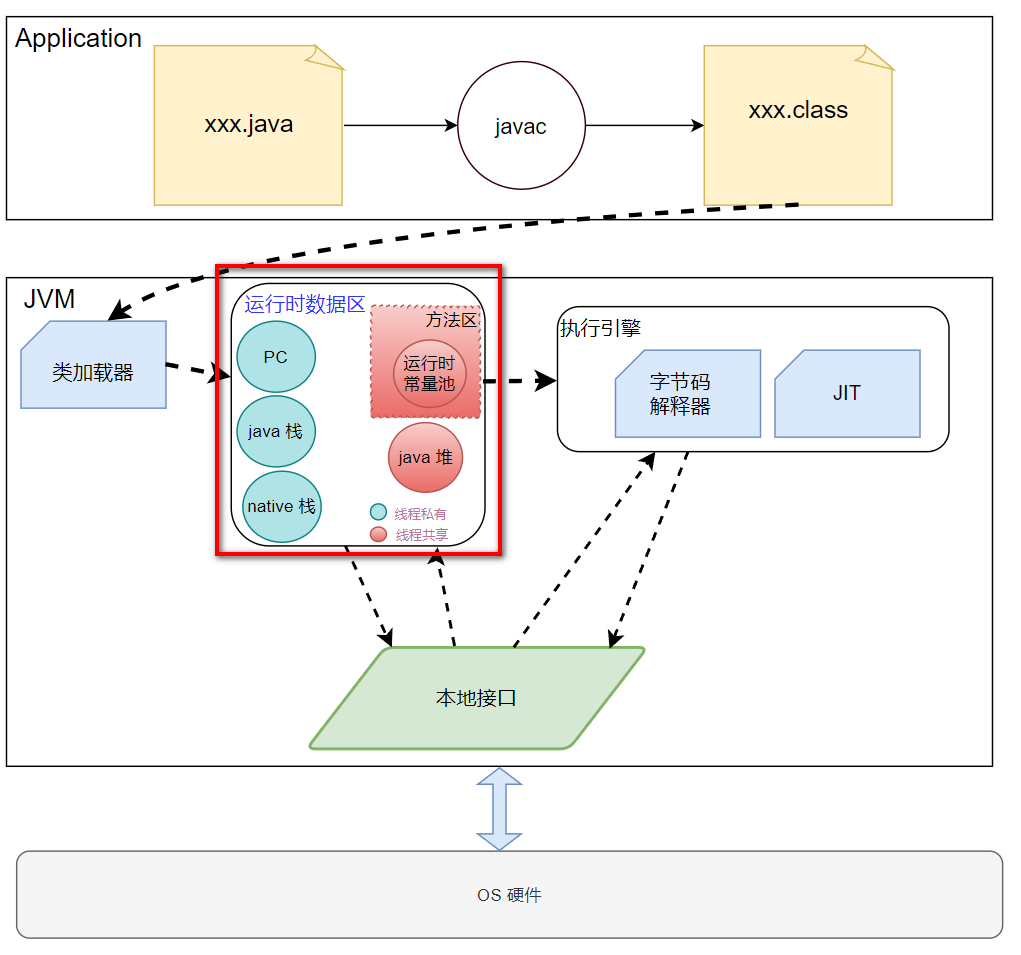 Application
xxx.java
javac
xxx.class
JVM
类加载器
运行时数据区
PC
java 栈
native 栈
方法区
运行时
常量池
java 堆
线程私有
线程共享
执行引擎
字节码
解释器
JIT
本地接口
OS 硬件